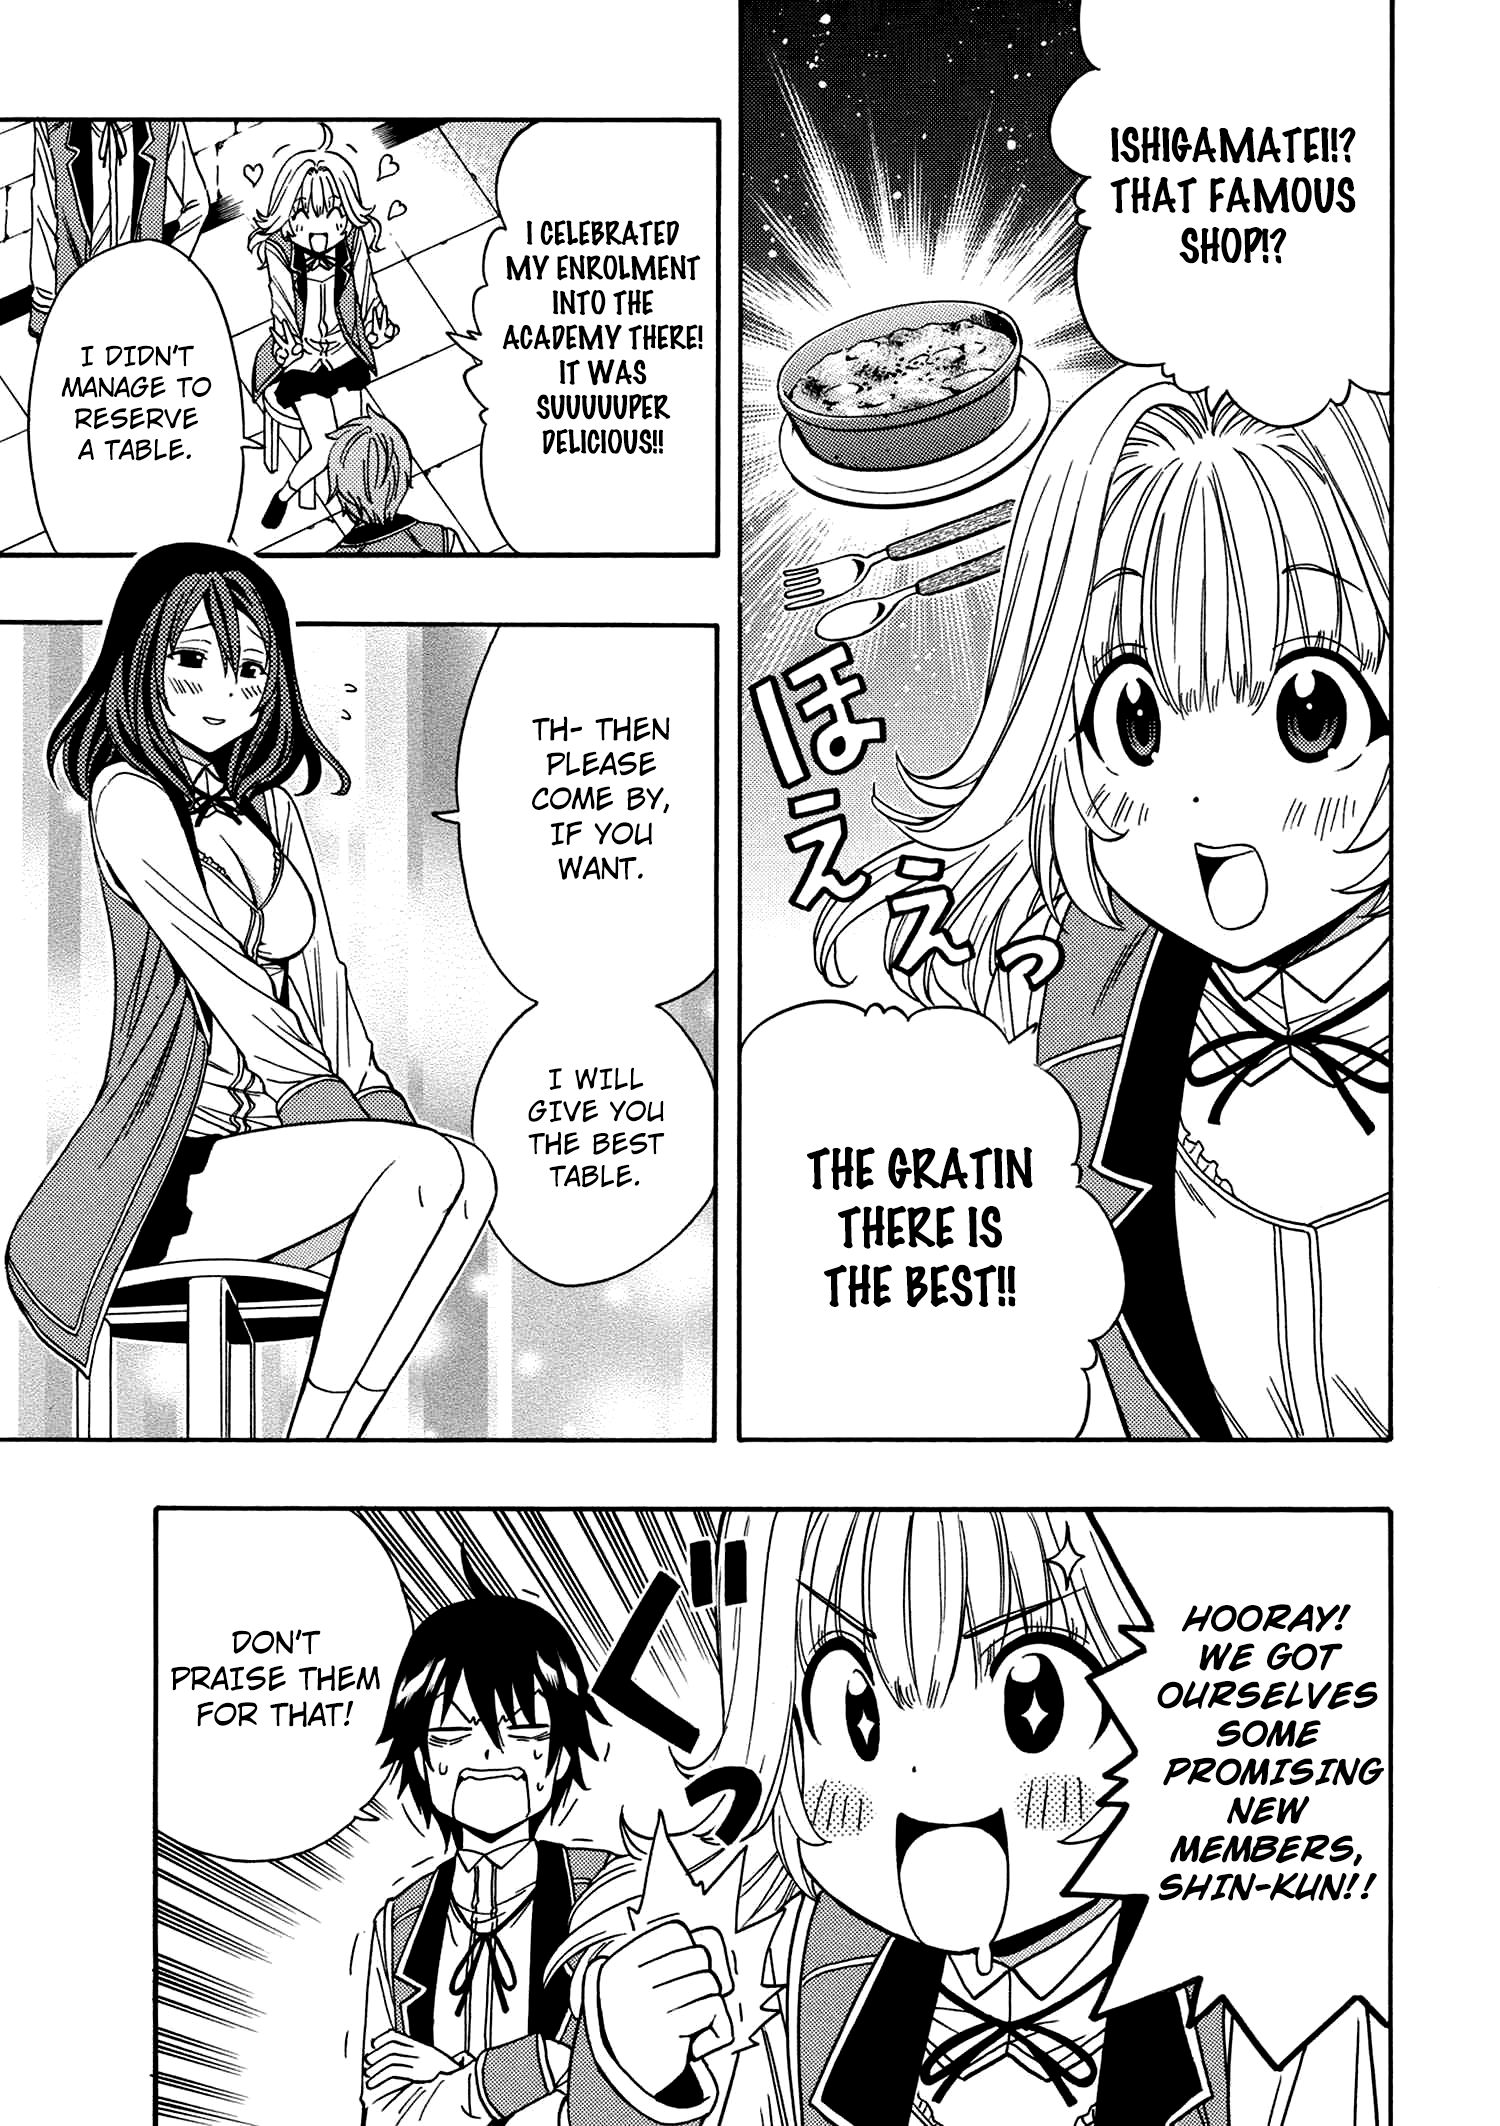 ISHIGAMATEI!?
THAT FAMOUS
SHOP!?
ほえええっ
THE GRATIN
THERE IS
THE BEST!!
I CELEBRATED
MY ENROLMENT
INTO THE
ACADEMY THERE!
IT WAS
SUUUUUPER
DELICIOUS!!
I DIDN'T
MANAGE TO
RESERVE
A TABLE.
TH- THEN
PLEASE
COME BY,
IF YOU
WANT.
I WILL
GIVE YOU
THE BEST
TABLE.
HOORAY!
WE GOT
OURSELVES
SOME
PROMISING
NEW
MEMBERS,
SHIN-KUN!!
ぐっ
DON'T
PRAISE THEM
FOR THAT!